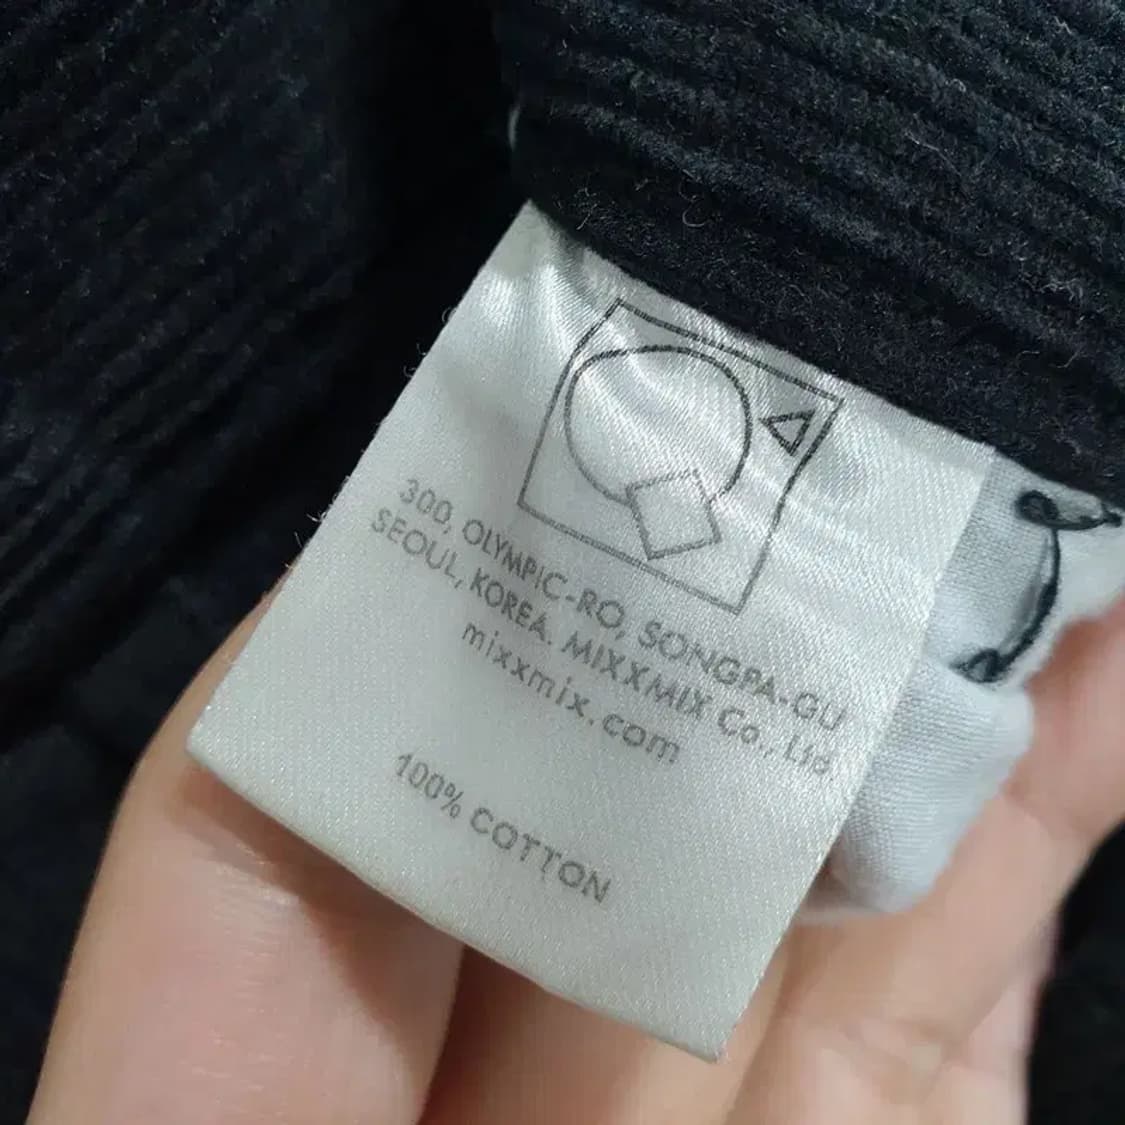 300, OLYMPIC-RO, SONGPA-GU
SEOUL, KOREA. MIXXMIX Co., Ltd.
mixxmix.com
100% COTTON